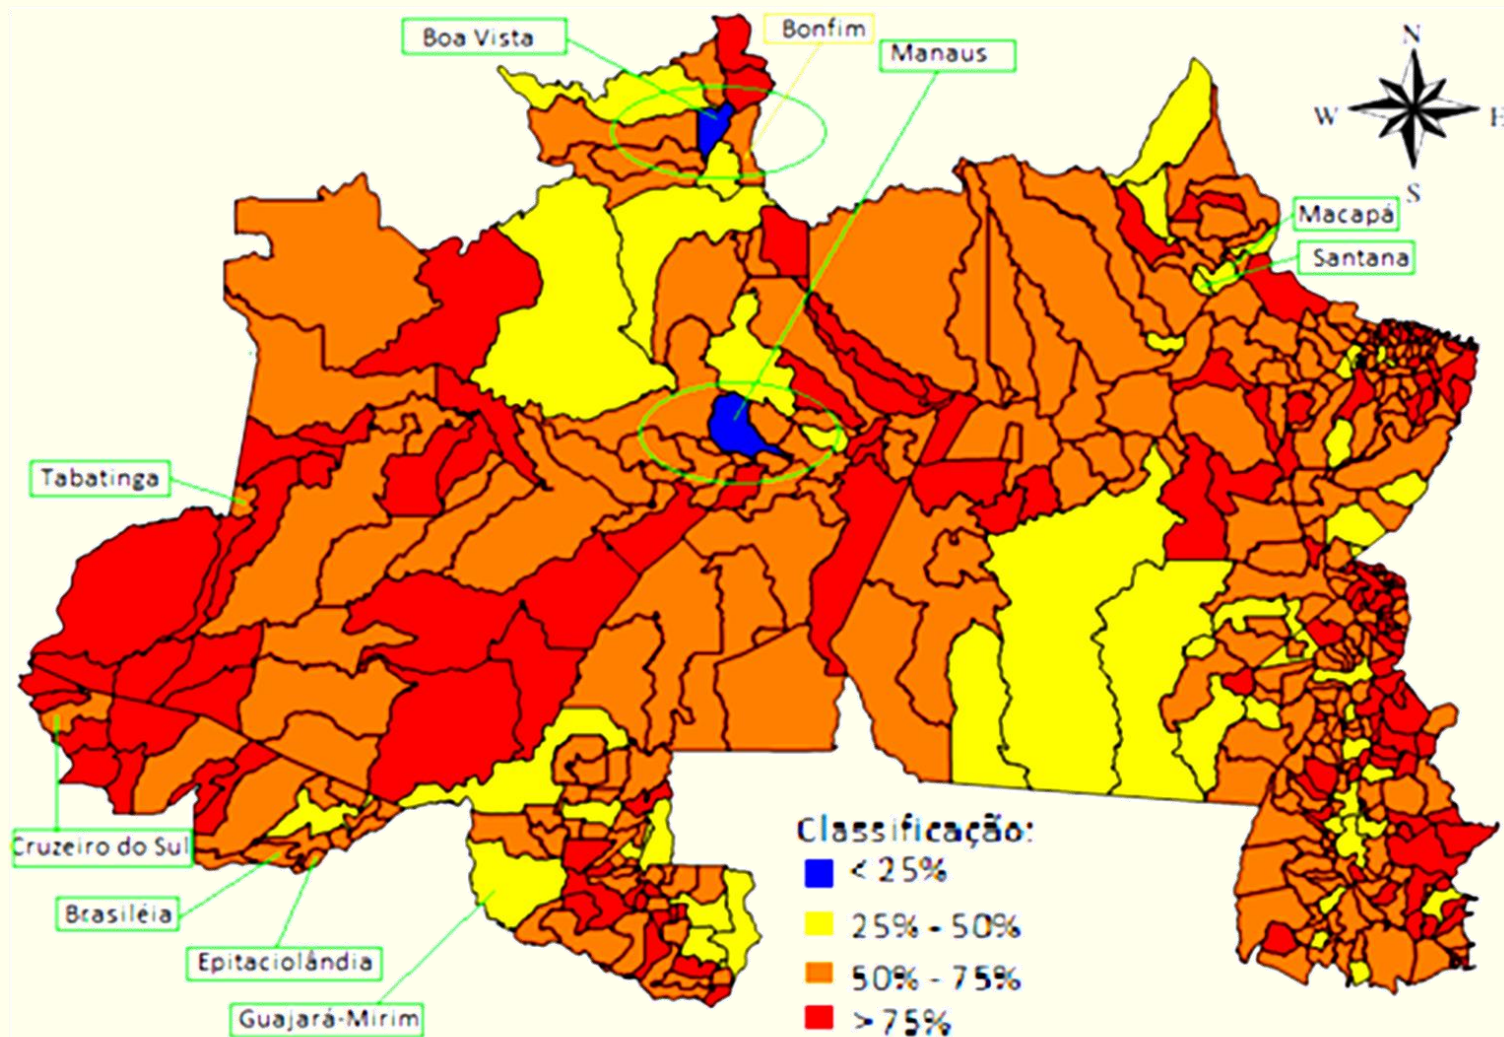 Boa Vista
Bonfim
Manaus
N
W
S
Macapá
Santana
Tabatinga
Cruzeiro do Sul
Brasiléia
Epitaciolândia
Guajará-Mirim
Classificação:
< 25%
25% - 50%
50% - 75%
> 75%